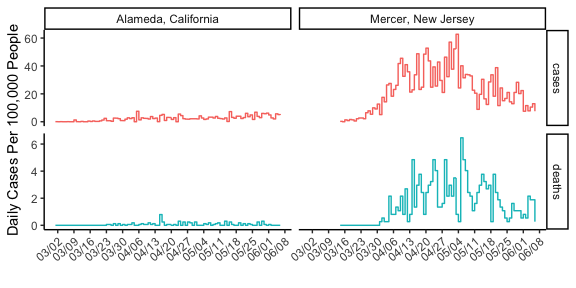 Alameda, California
Mercer, New Jersey
Daily Cases Per 100,000 People
60
40
20
0
cases
6
4
2
0
deaths
03/02 03/09 03/16 03/23 03/30 04/06 04/13 04/20 04/27 05/04 05/11 05/18 05/25 06/01 06/08
03/02 03/09 03/16 03/23 03/30 04/06 04/13 04/20 04/27 05/04 05/11 05/18 05/25 06/01 06/08